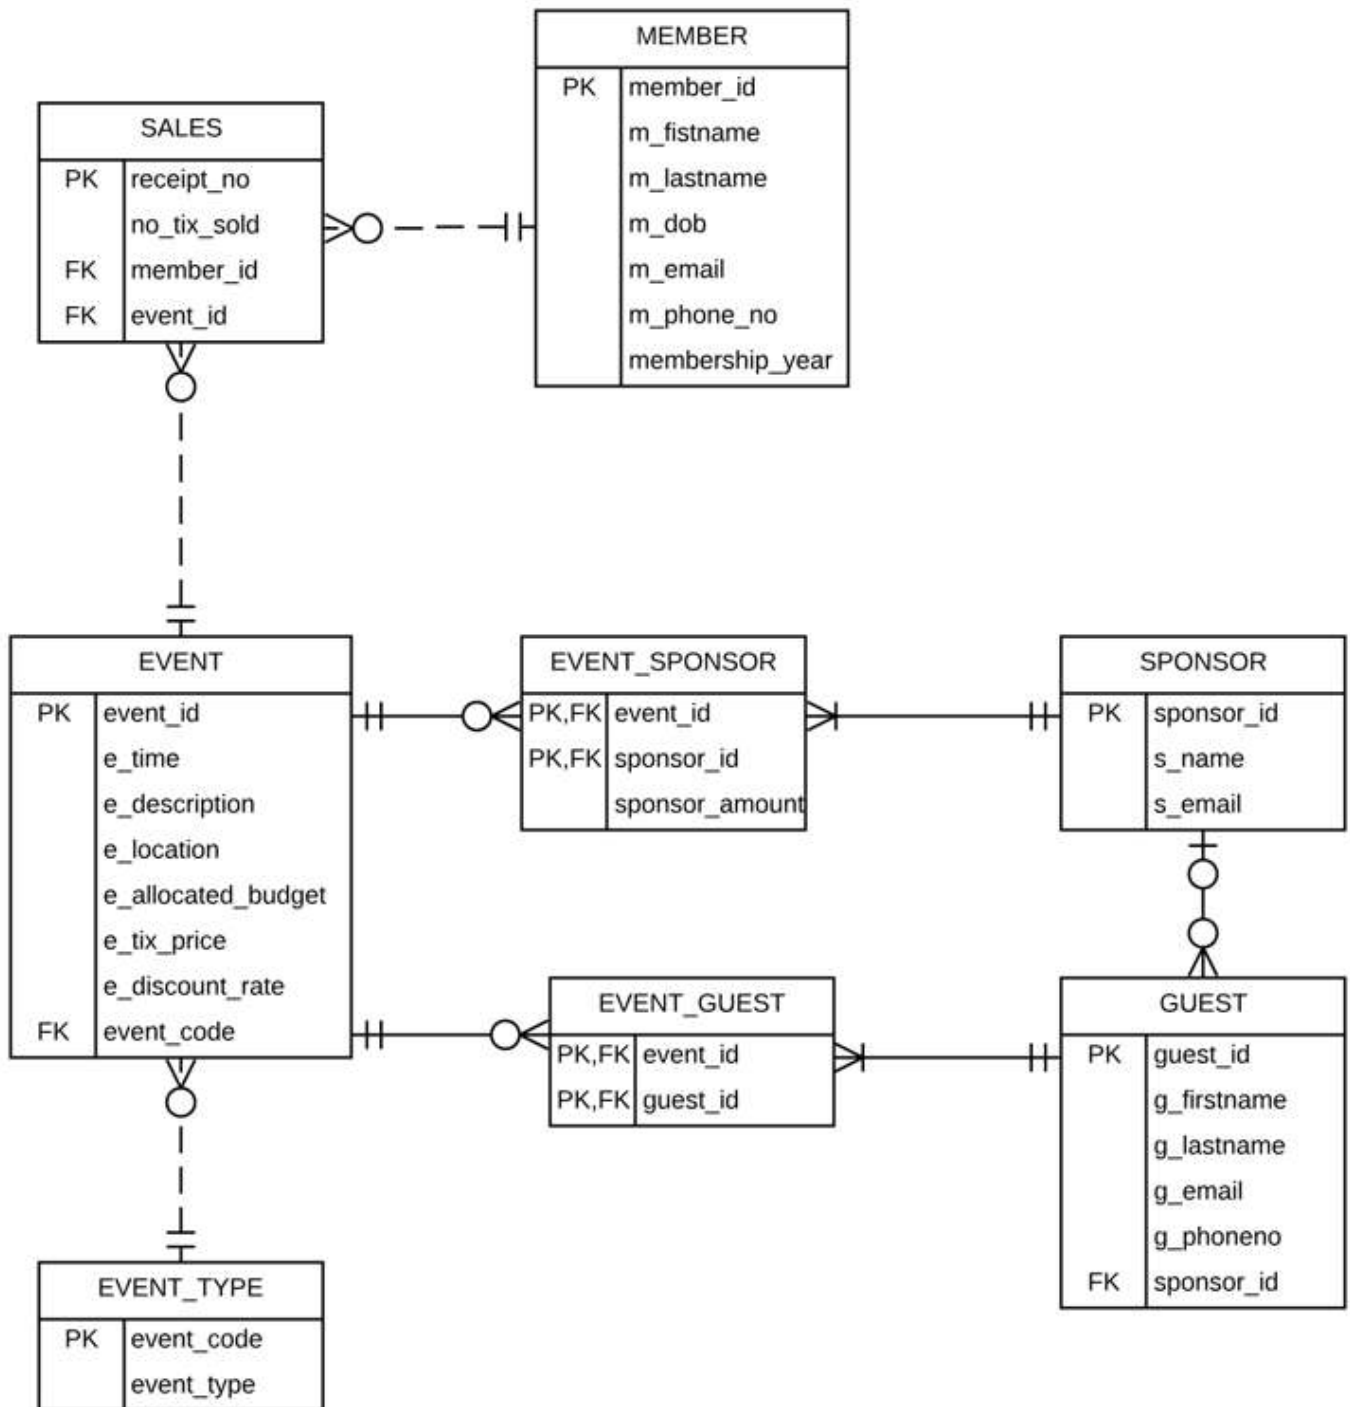 MEMBER
PK member_id
m_fistname
m_lastname
m_dob
m_email
m_phone_no
membership_year
SALES
PK receipt_no
no_tix_sold
FK member_id
FK event_id
EVENT
PK event_id
e_time
e_description
e_location
e_allocated_budget
e_tix_price
e_discount_rate
FK event_code
EVENT_SPONSOR
PK,FK event_id
PK,FK sponsor_id
sponsor_amount
SPONSOR
PK sponsor_id
s_name
s_email
EVENT_GUEST
PK,FK event_id
PK,FK guest_id
GUEST
PK guest_id
g_firstname
g_lastname
g_email
g_phoneno
FK sponsor_id
EVENT_TYPE
PK event_code
event_type